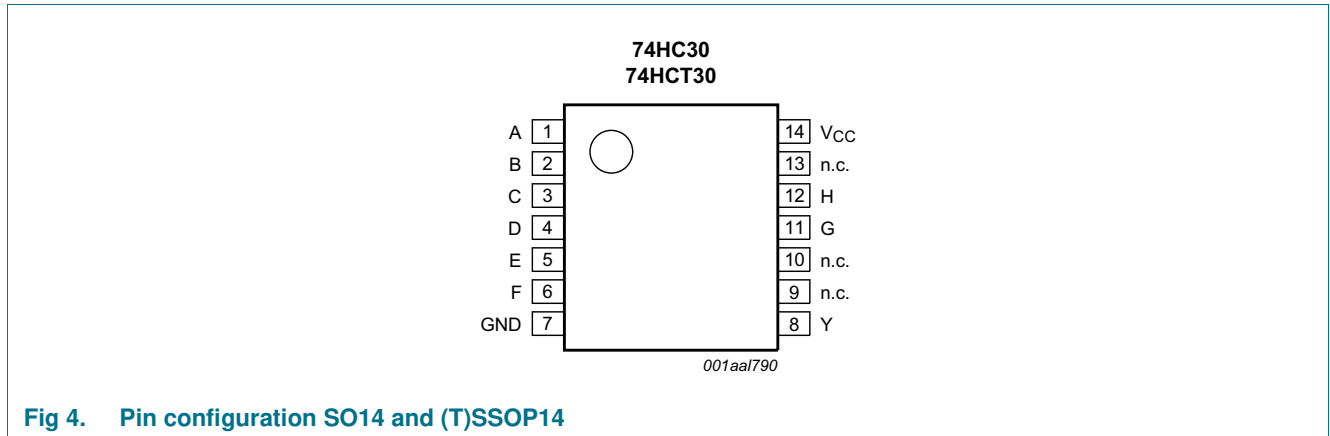 74HC30
74HCT30
A 1
B 2
C 3
D 4
E 5
F 6
GND 7
14 VCC
13 n.c.
12 H
11 G
10 n.c.
9 n.c.
8 Y
001aal790
Fig 4. Pin configuration SO14 and (T)SSOP14